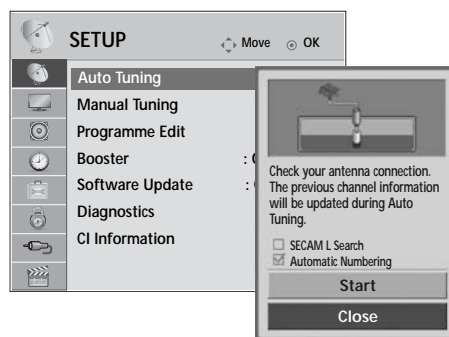 SETUP
Move OK
Auto Tuning
Manual Tuning
Programme Edit
Booster :
Software Update :
Diagnostics
CI Information
Check your antenna connection.
The previous channel information
will be updated during Auto
Tuning.
SECAM L Search
Automatic Numbering
Start
Close